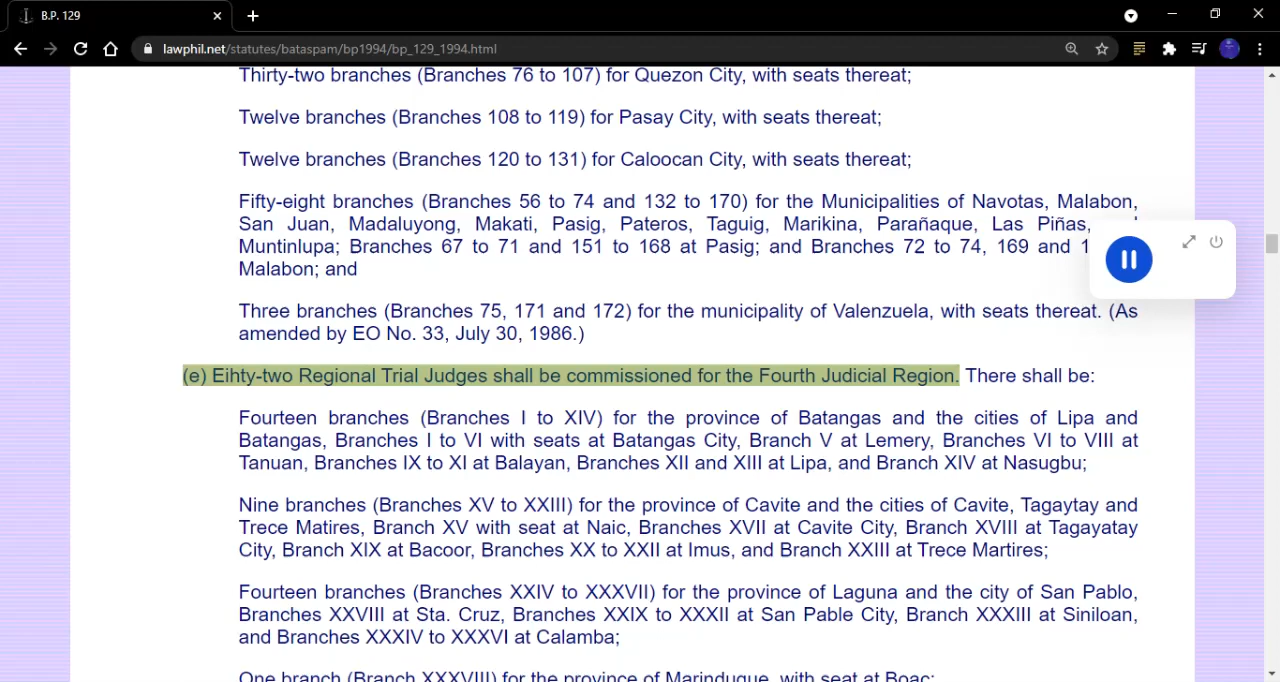 B.P. 129
lawphil.net/statutes/bataspam/bp1994/bp_129_1994.html
Thirty-two branches (Branches 76 to 107) for Quezon City, with seats thereat;
Twelve branches (Branches 108 to 119) for Pasay City, with seats thereat;
Twelve branches (Branches 120 to 131) for Caloocan City, with seats thereat;
Fifty-eight branches (Branches 56 to 74 and 132 to 170) for the Municipalities of Navotas, Malabon,
San Juan, Madaluyong, Makati, Pasig, Pateros, Taguig, Marikina, Parañaque, Las Piñas,
Muntinlupa; Branches 67 to 71 and 151 to 168 at Pasig; and Branches 72 to 74, 169 and
Malabon; and
Three branches (Branches 75, 171 and 172) for the municipality of Valenzuela, with seats thereat. (As
amended by EO No. 33, July 30, 1986.)
(e) Eihty-two Regional Trial Judges shall be commissioned for the Fourth Judicial Region. There shall be:
Fourteen branches (Branches I to XIV) for the province of Batangas and the cities of Lipa and
Batangas, Branches I to VI with seats at Batangas City, Branch V at Lemery, Branches VI to VIII at
Tanuan, Branches IX to XI at Balayan, Branches XII and XIII at Lipa, and Branch XIV at Nasugbu;
Nine branches (Branches XV to XXIII) for the province of Cavite and the cities of Cavite, Tagaytay and
Trece Matires, Branch XV with seat at Naic, Branches XVII at Cavite City, Branch XVIII at Tagayatay
City, Branch XIX at Bacoor, Branches XX to XXII at Imus, and Branch XXIII at Trece Martires;
Fourteen branches (Branches XXIV to XXXVII) for the province of Laguna and the city of San Pablo,
Branches XXVIII at Sta. Cruz, Branches XXIX to XXXII at San Pable City, Branch XXXIII at Siniloan,
and Branches XXXIV to XXXVI at Calamba;
One branch (Branch XXXVIII) for the province of Marinduque, with seat at Boac;